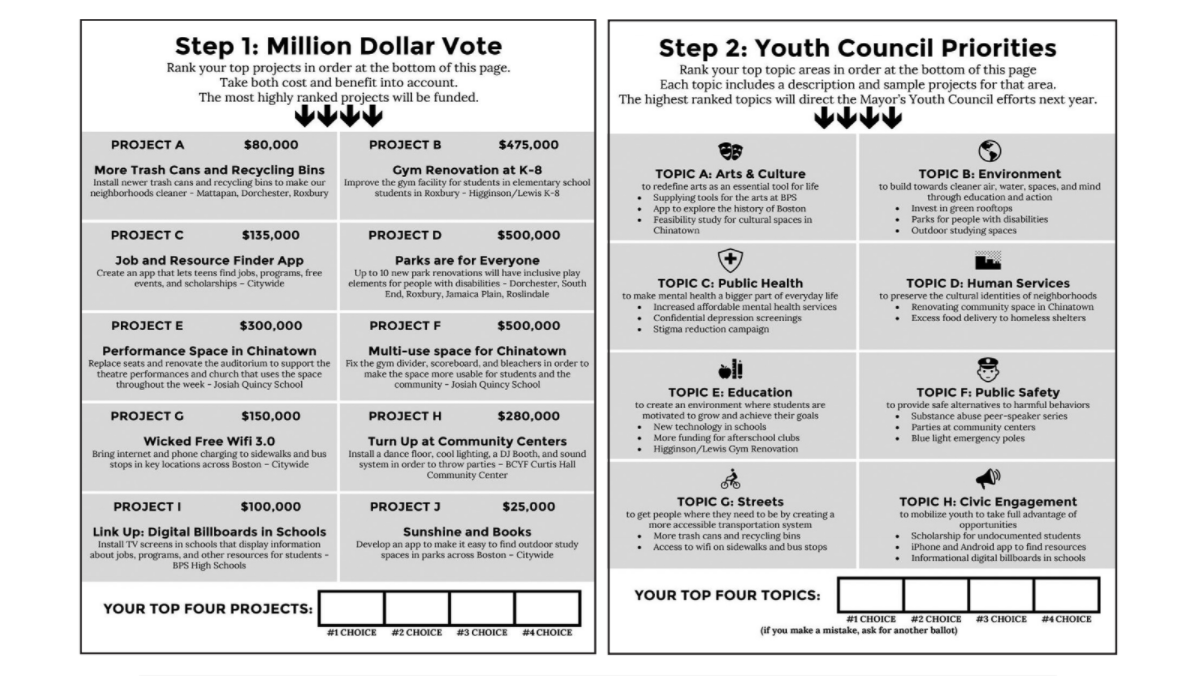 Step 1: Million Dollar Vote
Rank your top projects in order at the bottom of this page.
Take both cost and benefit into account.
The most highly ranked projects will be funded.
PROJECT A $80,000
More Trash Cans and Recycling Bins
Install newer trash cans and recycling bins to make our
neighborhoods cleaner - Mattapan, Dorchester, Roxbury
PROJECT B $475,000
Gym Renovation at K-8
Improve the gym facility for students in elementary school
students in Roxbury - Higginson/Lewis K-8
PROJECT C $135,000
Job and Resource Finder App
Create an app that lets teens find jobs, programs, free
events, and scholarships – Citywide
PROJECT D $500,000
Parks are for Everyone
Up to 10 new park renovations will have inclusive play
elements for people with disabilities - Dorchester, South
End, Roxbury, Jamaica Plain, Roslindale
PROJECT E $300,000
Performance Space in Chinatown
Replace seats and renovate the auditorium to support the
theatre performances and church that uses the space
throughout the week - Josiah Quincy School
PROJECT F $500,000
Multi-use space for Chinatown
Fix the gym divider, scoreboard, and bleachers in order to
make the space more usable for students and the
community - Josiah Quincy School
PROJECT G $150,000
Wicked Free Wifi 3.0
Bring internet and phone charging to sidewalks and bus
stops in key locations across Boston – Citywide
PROJECT H $280,000
Turn Up at Community Centers
Install a dance floor, cool lighting, a DJ Booth, and sound
system in order to throw parties – BCYF Curtis Hall
Community Center
PROJECT I $100,000
Link Up: Digital Billboards in Schools
Install TV screens in schools that display information
about jobs, programs, and other resources for students –
BPS High Schools
PROJECT J $25,000
Sunshine and Books
Develop an app to make it easy to find outdoor study
spaces in parks across Boston – Citywide
YOUR TOP FOUR PROJECTS:
#1 CHOICE #2 CHOICE #3 CHOICE #4 CHOICE
Step 2: Youth Council Priorities
Rank your top topic areas in order at the bottom of this page
Each topic includes a description and sample projects for that area.
The highest ranked topics will direct the Mayor's Youth Council efforts next year.
TOPIC A: Arts & Culture
to redefine arts as an essential tool for life
• Supplying tools for the arts at BPS
• App to explore the history of Boston
• Feasibility study for cultural spaces in
Chinatown
TOPIC B: Environment
to build towards cleaner air, water, spaces, and mind
through education and action
• Invest in green rooftops
• Parks for people with disabilities
• Outdoor studying spaces
TOPIC C: Public Health
to make mental health a bigger part of everyday life
• Increased affordable mental health services
• Confidential depression screenings
• Stigma reduction campaign
TOPIC D: Human Services
to preserve the cultural identities of neighborhoods
• Renovating community space in Chinatown
• Excess food delivery to homeless shelters
TOPIC E: Education
to create an environment where students are
motivated to grow and achieve their goals
• New technology in schools
• More funding for afterschool clubs
• Higginson/Lewis Gym Renovation
TOPIC F: Public Safety
to provide safe alternatives to harmful behaviors
• Substance abuse peer-speaker series
• Parties at community centers
• Blue light emergency poles
TOPIC G: Streets
to get people where they need to be by creating a
more accessible transportation system
• More trash cans and recycling bins
• Access to wifi on sidewalks and bus stops
TOPIC H: Civic Engagement
to mobilize youth to take full advantage of
opportunities
• Scholarship for undocumented students
• iPhone and Android app to find resources
• Informational digital billboards in schools
YOUR TOP FOUR TOPICS:
#1 CHOICE #2 CHOICE #3 CHOICE #4 CHOICE
(if you make a mistake, ask for another ballot)